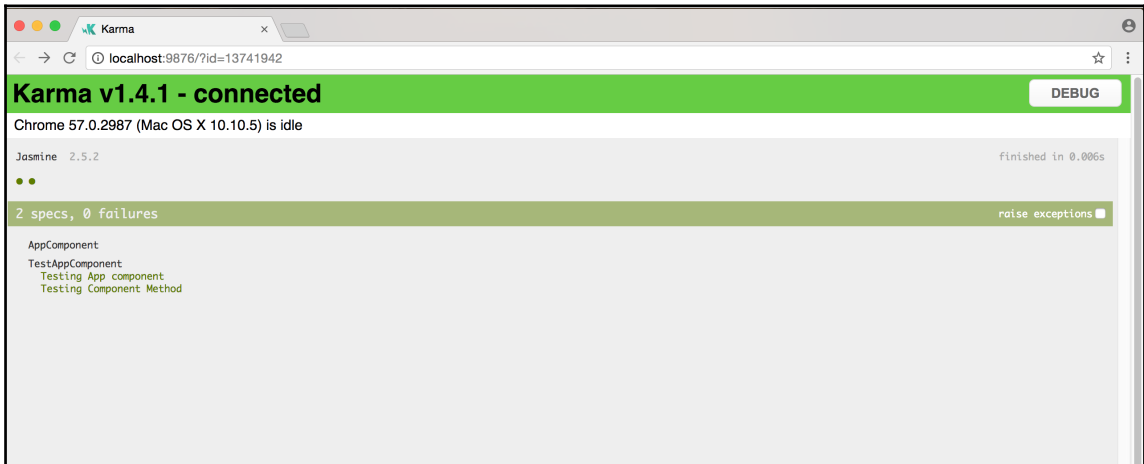 Karma
localhost:9876/?id=13741942
Karma v1.4.1 - connected DEBUG
Chrome 57.0.2987 (Mac OS X 10.10.5) is idle
Jasmine 2.5.2 finished in 0.006s
2 specs, 0 failures raise exceptions
AppComponent
TestAppComponent
Testing App component
Testing Component Method